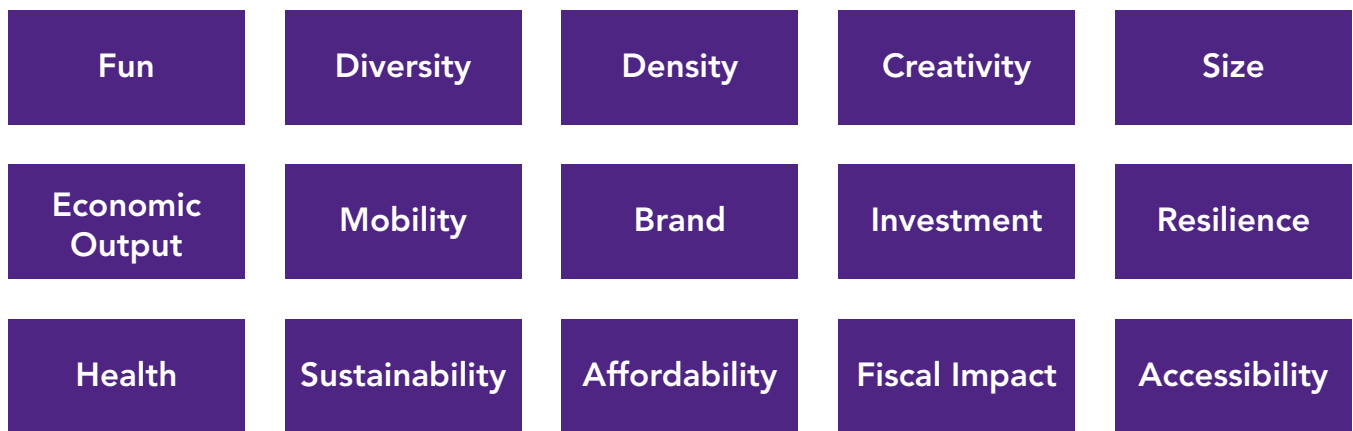 Fun
Diversity
Density
Creativity
Size
Economic
Output
Mobility
Brand
Investment
Resilience
Health
Sustainability
Affordability
Fiscal Impact
Accessibility